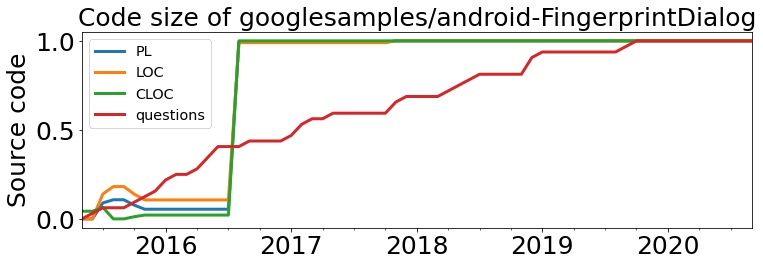 Code size of googlesamples/android-FingerprintDialog
Source code
1.0
0.5
0.0
PL
LOC
CLOC
questions
2016 2017 2018 2019 2020